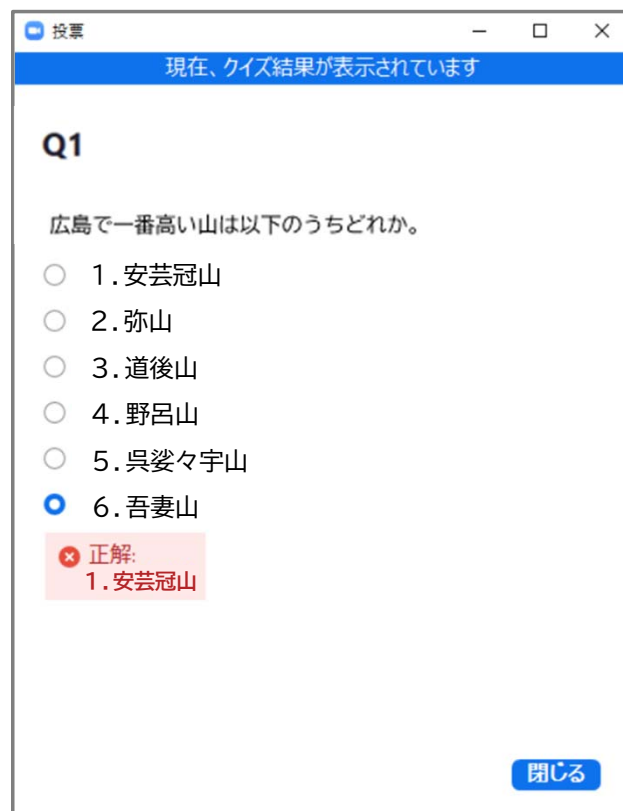 投票
現在、クイズ結果が表示されています
Q1
広島で一番高い山は以下のうちどれか。
1.安芸冠山
2.弥山
3.道後山
4.野呂山
5.呉娑々宇山
6.吾妻山
正解:
1.安芸冠山
閉じる